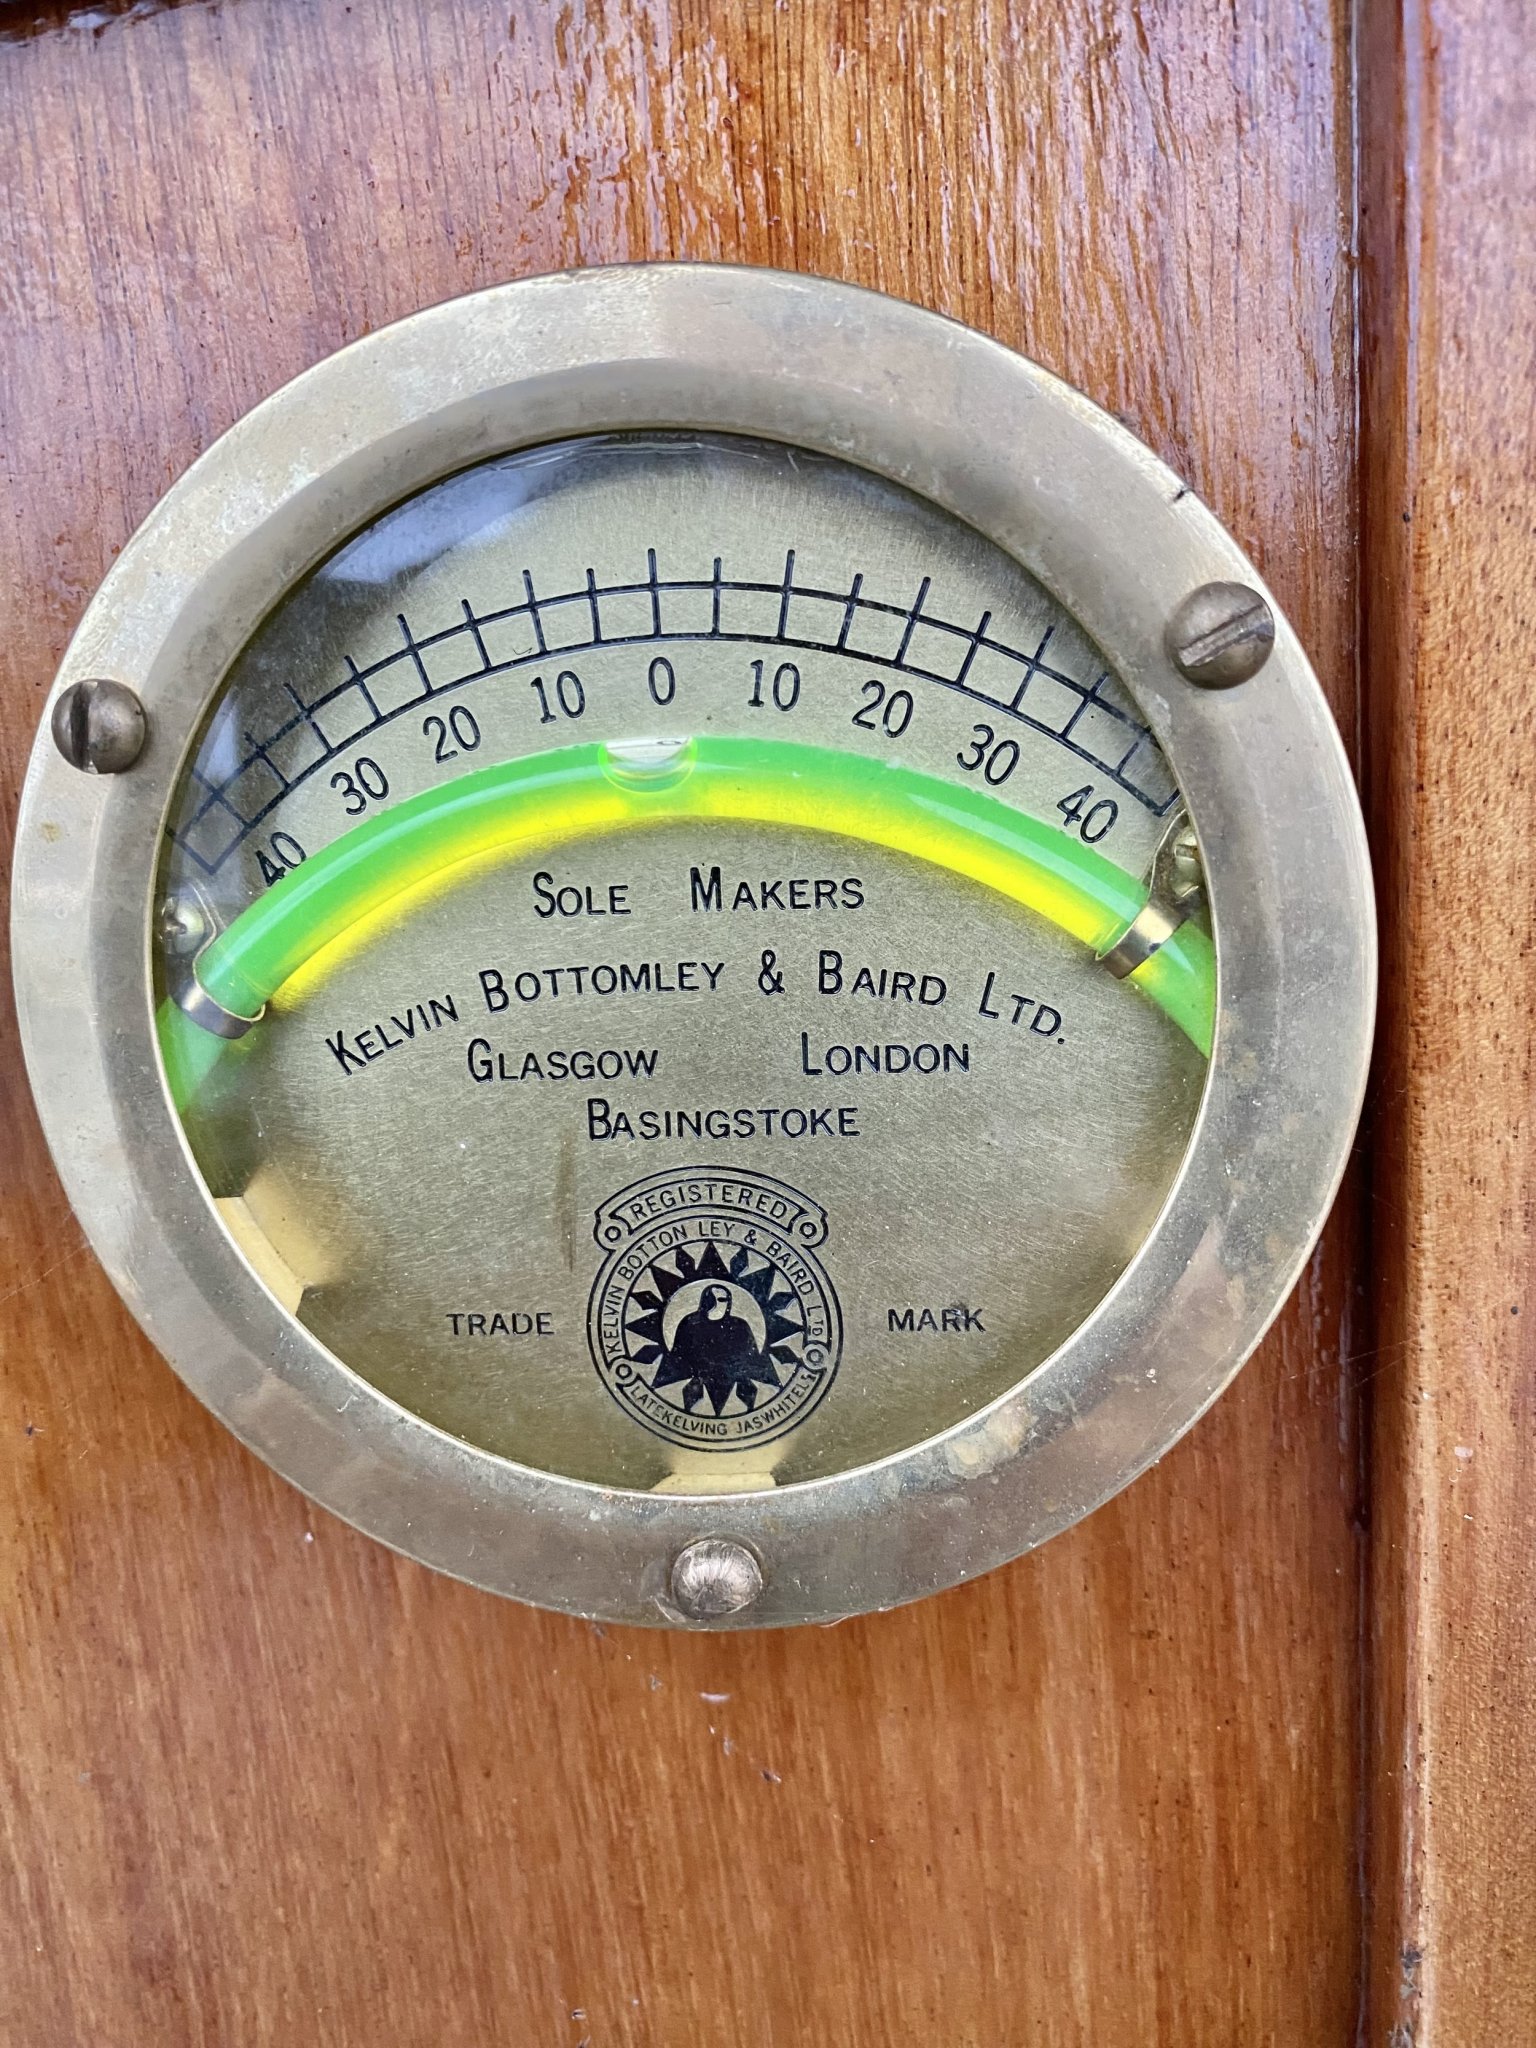 40 30 20 10 0 10 20 30 40
SOLE MAKERS
KELVIN BOTTOMLEY & BAIRD LTD.
GLASGOW LONDON
BASINGSTOKE
REGISTERED
KELVIN BOTTON LEY & BAIRD LTD
TRADE MARK
LATEKELVING JASWHITELS